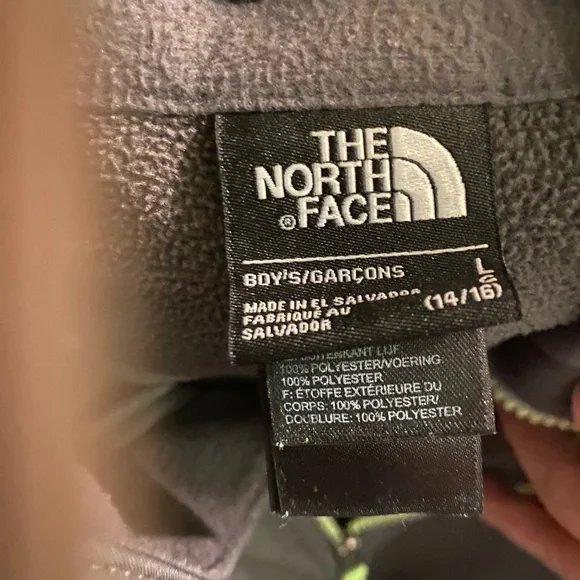 THE
NORTH
FACE
®
BOY'S/GARÇONS
L
G
(14/16)
MADE IN EL SALVADOR
FABRIQUÉ AU
SALVADOR
100% POLYESTER/VOERING
100% POLYESTER
F: ÉTOFFE EXTÉRIEURE DU
CORPS: 100% POLYESTER/
DOUBLURE: 100% POLYESTER